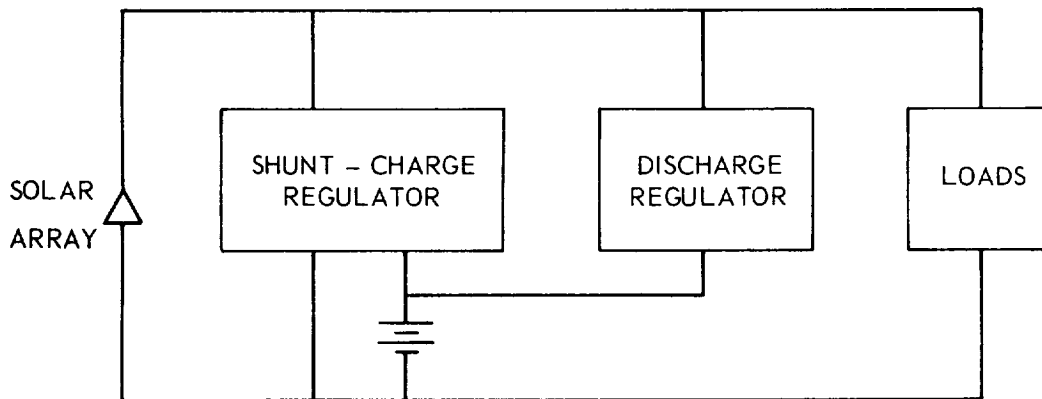 SOLAR
ARRAY
SHUNT – CHARGE
REGULATOR
DISCHARGE
REGULATOR
LOADS